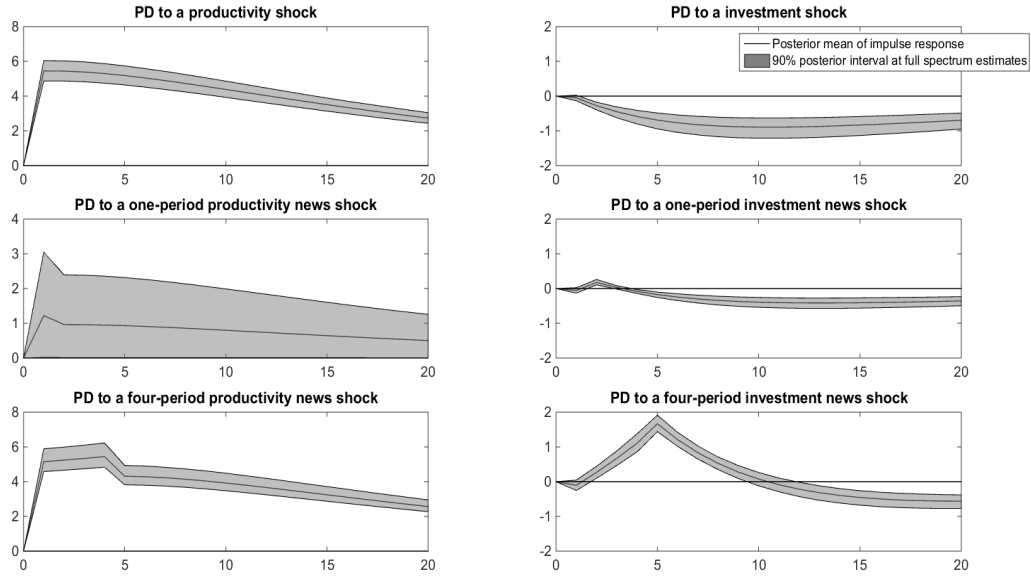 PD to a productivity shock
8
6
4
2
0
0 5 10 15 20
PD to a investment shock
Posterior mean of impulse response
90% posterior interval at full spectrum estimates
2
1
0
-1
-2
0 5 10 15 20
PD to a one-period productivity news shock
4
3
2
1
0
0 5 10 15 20
PD to a one-period investment news shock
2
1
0
-1
-2
0 5 10 15 20
PD to a four-period productivity news shock
8
6
4
2
0
0 5 10 15 20
PD to a four-period investment news shock
2
1
0
-1
-2
0 5 10 15 20